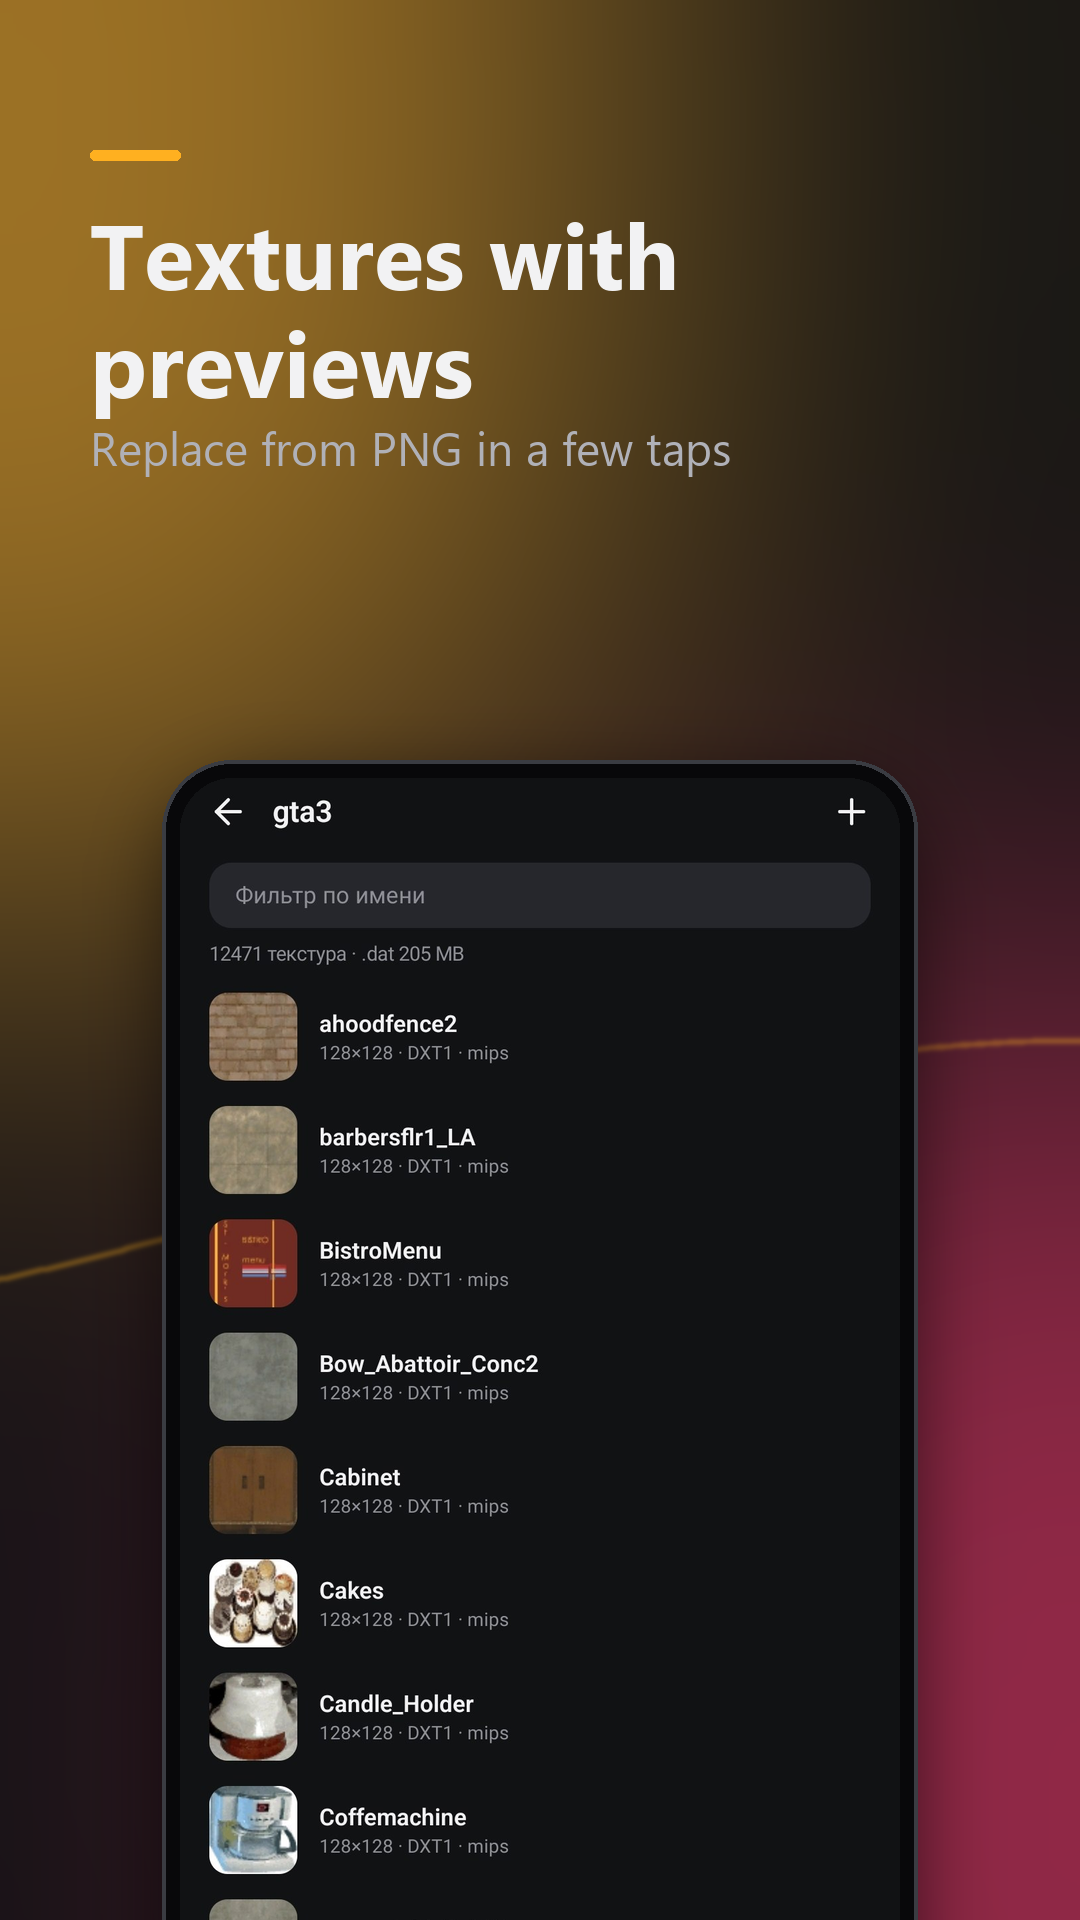 Textures with
previews
Replace from PNG in a few taps
gta3
Фильтр по имени
12471 текстура · .dat 205 MB
ahoodfence2
128×128 · DXT1 · mips
barbersflr1_LA
128×128 · DXT1 · mips
BISTRO
menu
BistroMenu
128×128 · DXT1 · mips
Bow_Abattoir_Conc2
128×128 · DXT1 · mips
Cabinet
128×128 · DXT1 · mips
Cakes
128×128 · DXT1 · mips
Candle_Holder
128×128 · DXT1 · mips
Coffemachine
128×128 · DXT1 · mips